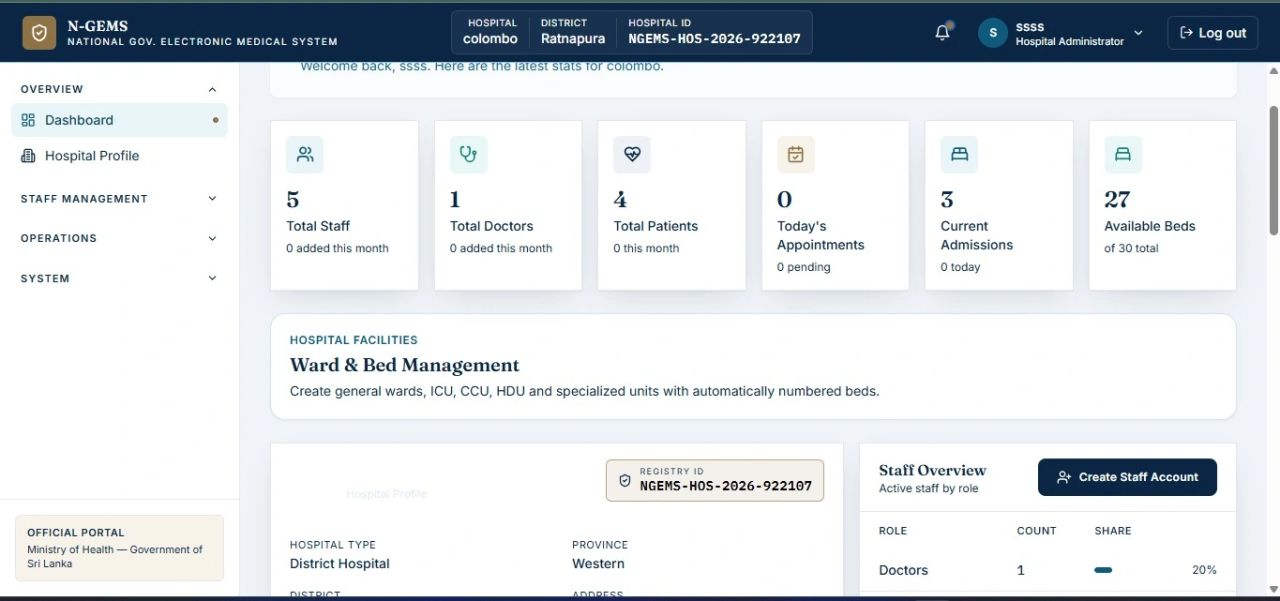 N-GEMS
NATIONAL GOV. ELECTRONIC MEDICAL SYSTEM
HOSPITAL
colombo
DISTRICT
Ratnapura
HOSPITAL ID
NGEMS-HOS-2026-922107
S
ssss
Hospital Administrator
Log out
OVERVIEW
Dashboard
Hospital Profile
STAFF MANAGEMENT
OPERATIONS
SYSTEM
OFFICIAL PORTAL
Ministry of Health — Government of
Sri Lanka
Welcome back, ssss. Here are the latest stats for colombo.
5
Total Staff
0 added this month
1
Total Doctors
0 added this month
4
Total Patients
0 this month
0
Today's
Appointments
0 pending
3
Current
Admissions
0 today
27
Available Beds
of 30 total
HOSPITAL FACILITIES
Ward & Bed Management
Create general wards, ICU, CCU, HDU and specialized units with automatically numbered beds.
Hospital Profile
REGISTRY ID
NGEMS-HOS-2026-922107
HOSPITAL TYPE
District Hospital
PROVINCE
Western
DISTRICT
ADDRESS
Staff Overview
Active staff by role
Create Staff Account
ROLE COUNT SHARE
Doctors 1 20%